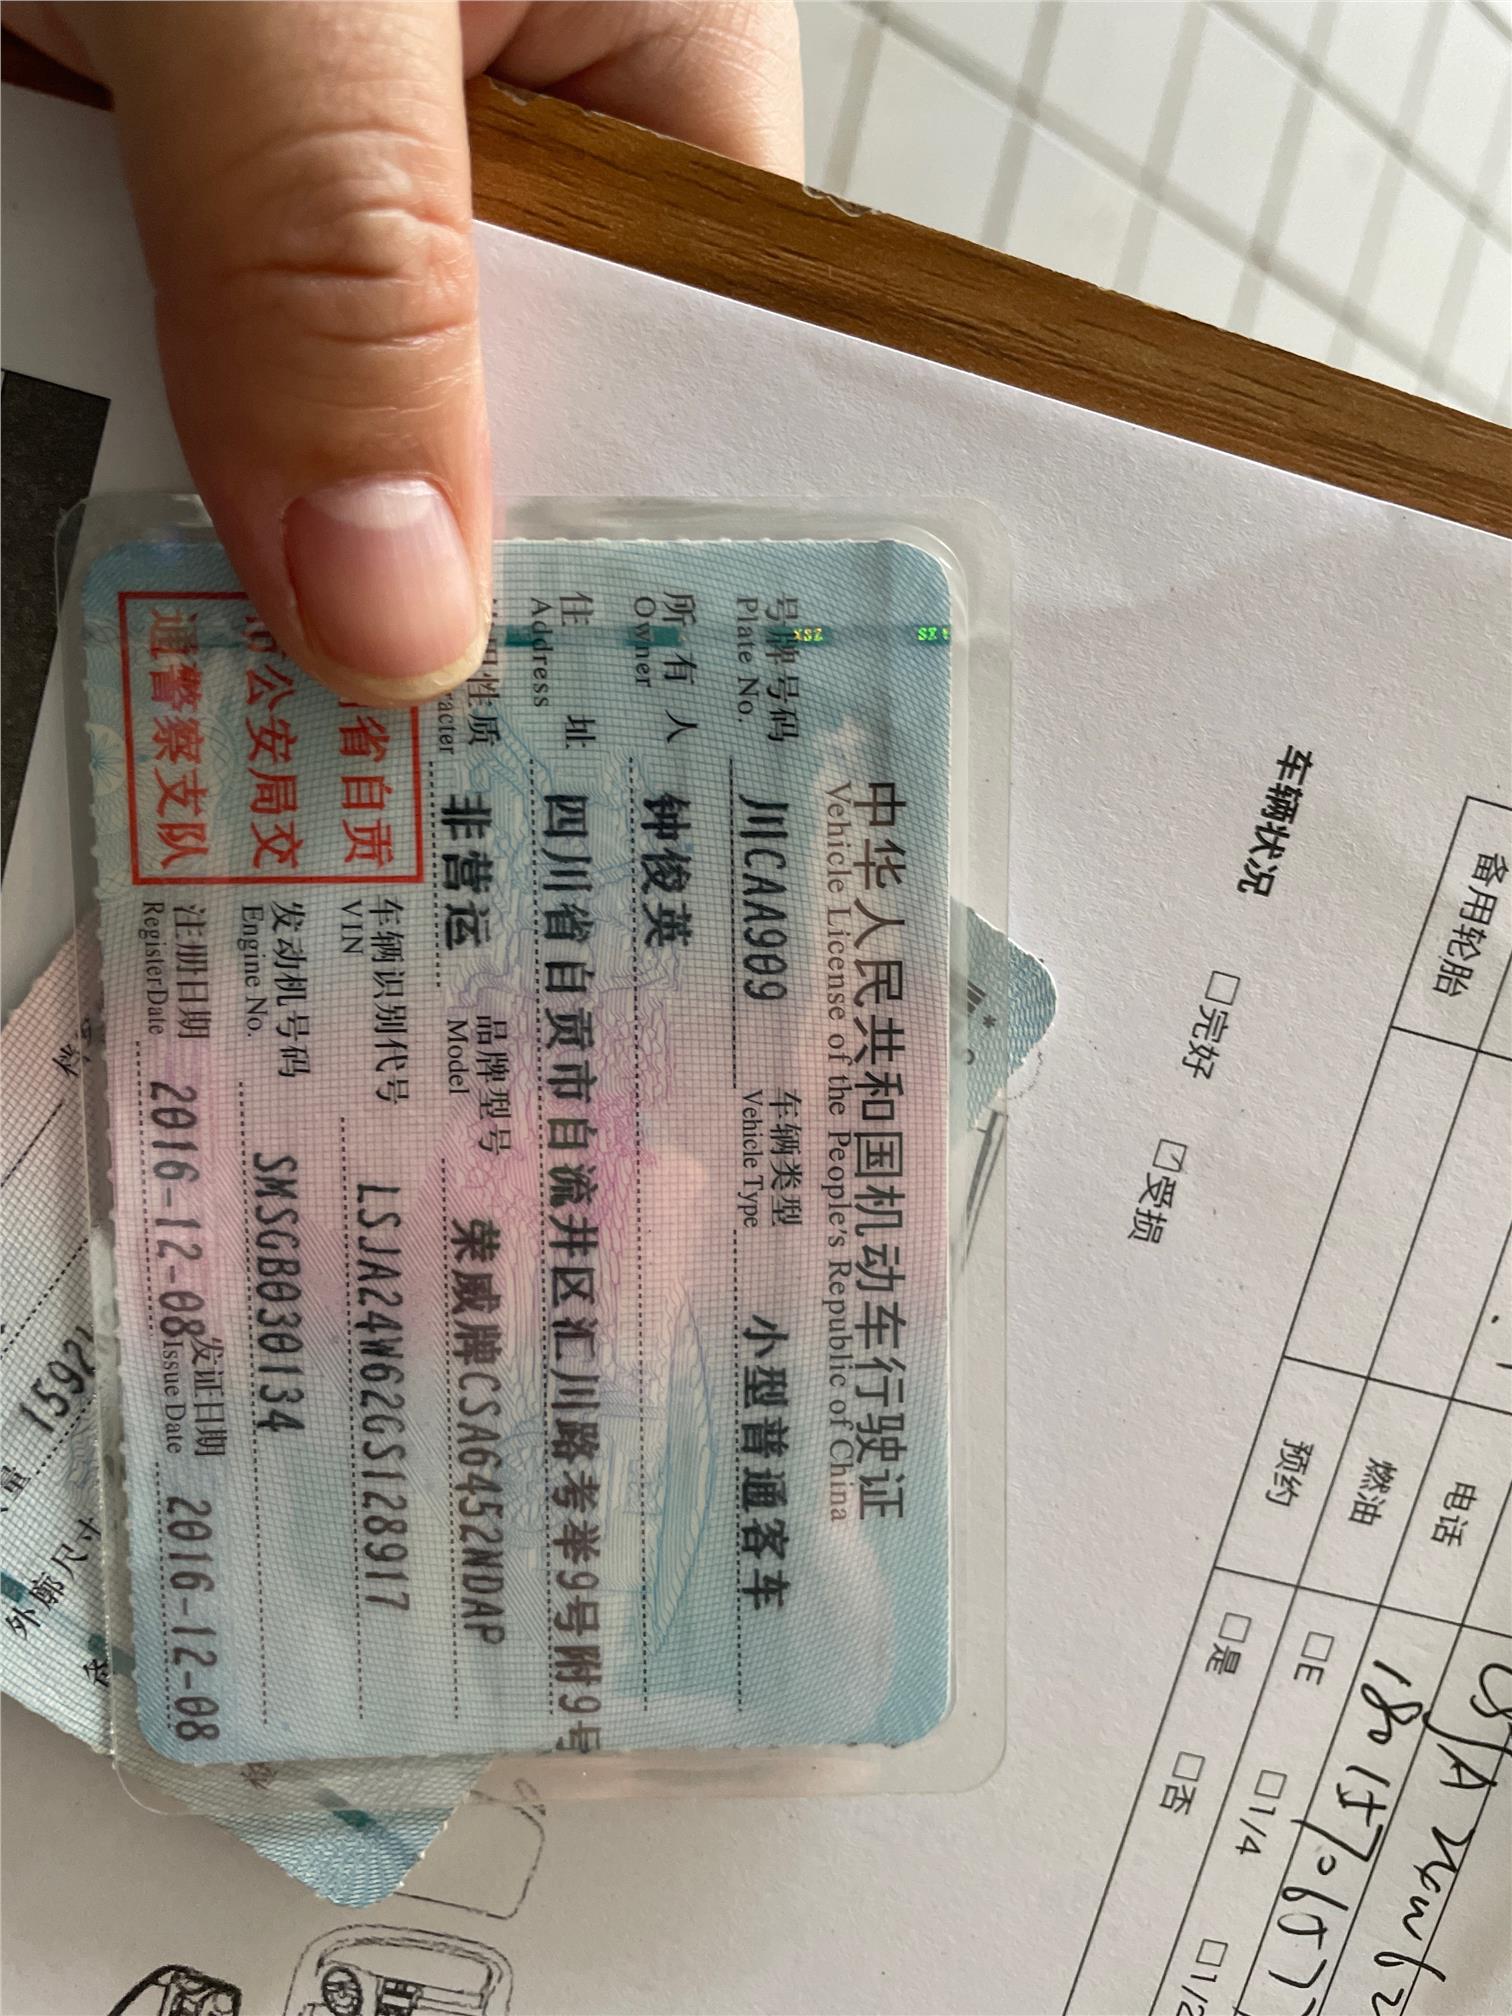 中华人民共和国机动车行驶证
Vehicle License of the People's Republic of China
号牌号码 川CAA909 车辆类型 小型普通客车
Plate No. Vehicle Type
所有人 钟俊英
Owner
住址 四川省自贡市自流井区汇川路考举9号附9号
Address
性质 非营运 品牌型号 荣威牌CSA6452NDAP
Model
省自贡
公安局交
通警察支队
车辆识别代号 LSJA24W62GS128917
VIN
发动机号码 SMSGB030134
Engine No.
注册日期 2016-12-08 发证日期 2016-12-08
RegisterDate Issue Date
备用轮胎
车辆状况 □完好 □受损
电话
燃油 □E □1/4 □1/2
预约 □是 □否
外廓尺寸